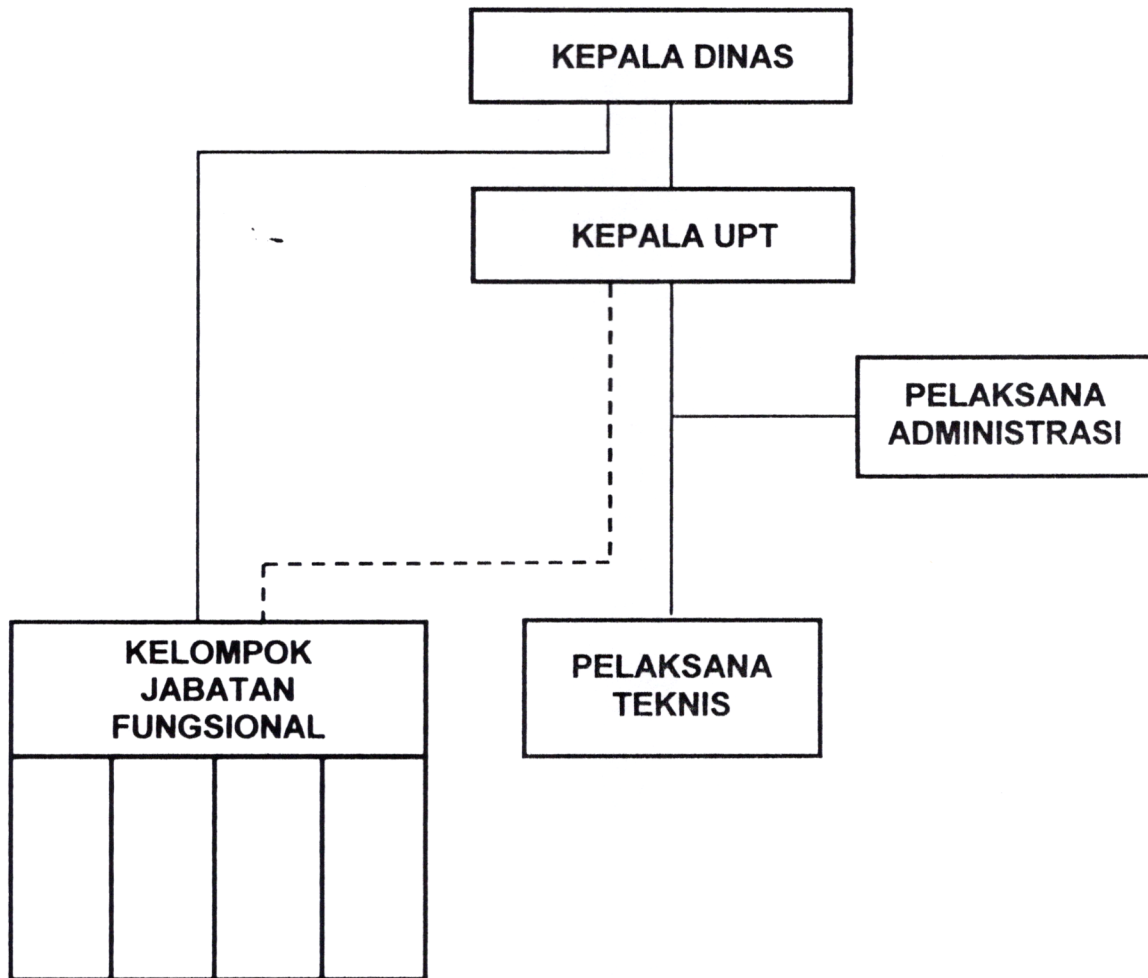 KEPALA DINAS
KEPALA UPT
PELAKSANA
ADMINISTRASI
KELOMPOK
JABATAN
FUNGSIONAL
PELAKSANA
TEKNIS